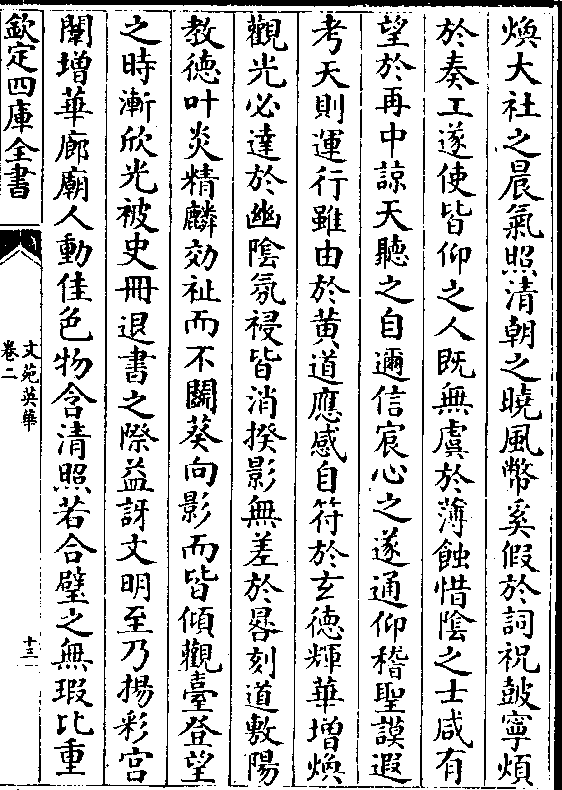 煥大社之晨氣照清朝之曉風幣奚假於詞祝皷寧煩
於奏工遂使皆仰之人既無虞於薄蝕惜陰之士咸有
望於再中諒天聽之自邇信宸心之遂通仰稽聖謨遐
考天則運行雖由於黄道應感自符於玄德輝華增煥
觀光必達於幽陰氛祲皆消揆影無差於晷刻道敷陽
教德叶炎精麟効祉而不鬬葵向影而皆傾觀臺登望
之時漸欣光被史冊退書之際益訝文明至乃揚彩宫
闈增華廊廟人動佳色物含清照若合璧之無瑕比重
欽定四庫全書
文苑英華
卷二
十三